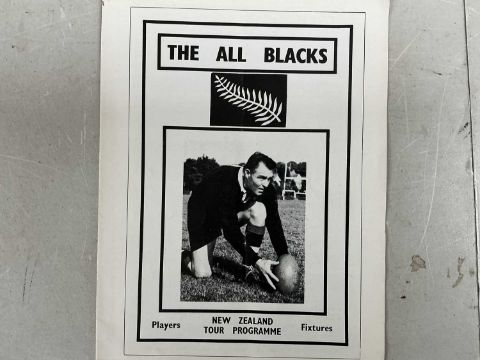 THE ALL BLACKS
Players
NEW ZEALAND
TOUR PROGRAMME
Fixtures